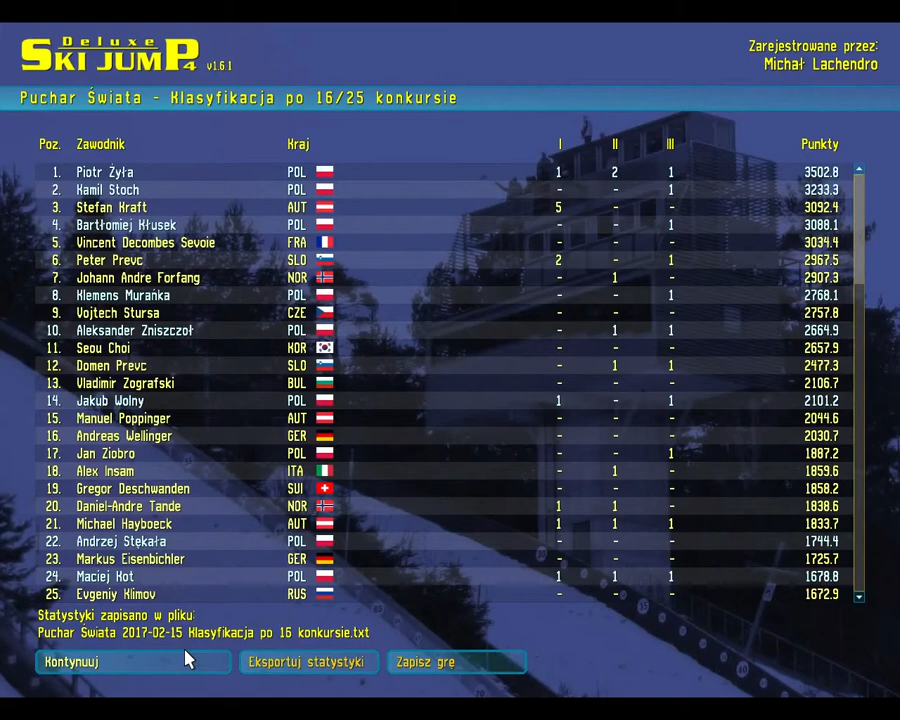 Deluxe
SKI JUMP 4 v1.6.1
Zarejestrowane przez:
Michał Lachendro
Puchar Świata - Klasyfikacja po 16/25 konkursie
Poz. Zawodnik Kraj I II III Punkty
1. Piotr Żyła POL 1 2 1 3502.8
2. Kamil Stoch POL - - 1 3233.3
3. Stefan Kraft AUT 5 - - 3092.4
4. Bartłomiej Kłusek POL - - 1 3088.1
5. Vincent Decombes Sevoie FRA - - - 3034.4
6. Peter Prevc SLO 2 - 1 2967.5
7. Johann Andre Forfang NOR - 1 - 2907.3
8. Klemens Murańka POL - - 1 2768.1
9. Vojtech Stursa CZE - - - 2757.8
10. Aleksander Zniszczoł POL - 1 1 2664.9
11. Seou Choi KOR - - - 2657.9
12. Domen Prevc SLO - 1 1 2477.3
13. Vladimir Zografski BUL - - - 2106.7
14. Jakub Wolny POL 1 - 1 2101.2
15. Manuel Poppinger AUT - - - 2044.6
16. Andreas Wellinger GER - - - 2030.7
17. Jan Ziobro POL - - 1 1887.2
18. Alex Insam ITA - 1 - 1859.6
19. Gregor Deschwanden SUI - - - 1858.2
20. Daniel-Andre Tande NOR 1 1 - 1838.6
21. Michael Hayboeck AUT 1 1 1 1833.7
22. Andrzej Stękała POL - - - 1744.4
23. Markus Eisenbichler GER - - - 1725.7
24. Maciej Kot POL 1 1 1 1678.8
25. Evgeniy Klimov RUS - - - 1672.9
Statystyki zapisano w pliku:
Puchar Świata 2017-02-15 Klasyfikacja po 16 konkursie.txt
Kontynuuj Eksportuj statystyki Zapisz grę